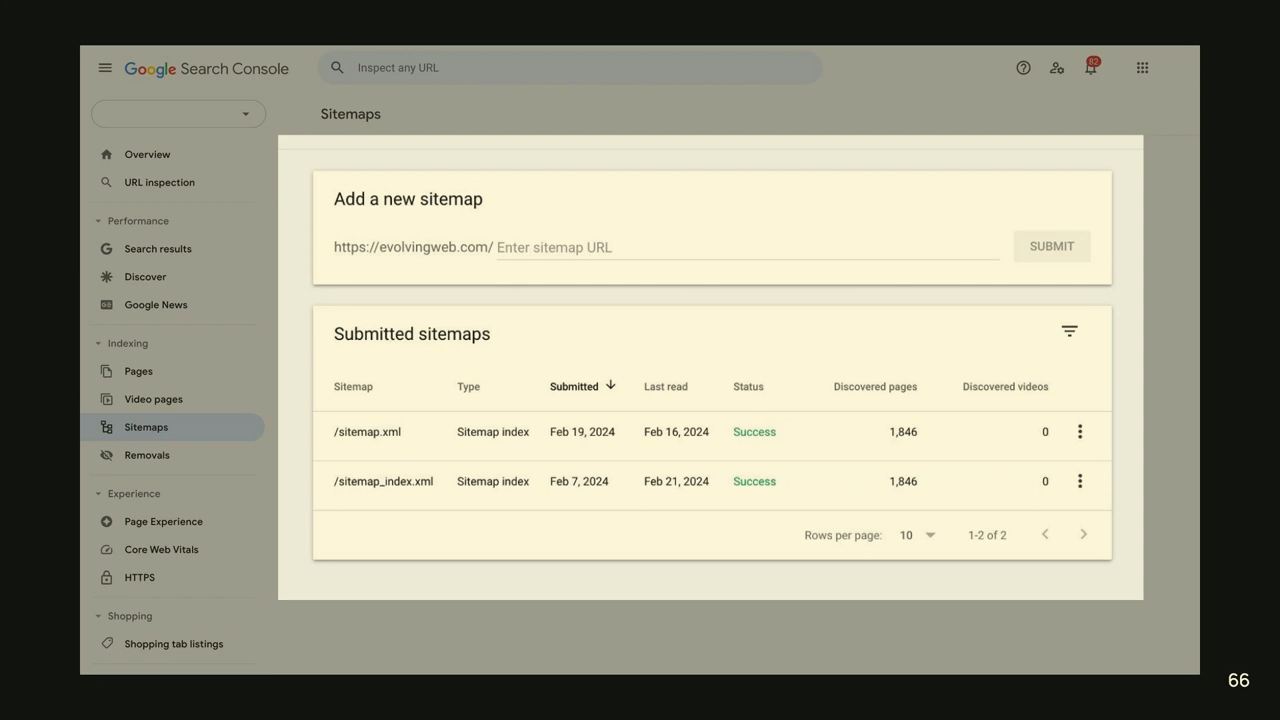 Google Search Console
Inspect any URL
82
Sitemaps
Overview
URL inspection
Performance
Search results
Discover
Google News
Indexing
Pages
Video pages
Sitemaps
Removals
Experience
Page Experience
Core Web Vitals
HTTPS
Shopping
Shopping tab listings
Add a new sitemap
https://evolvingweb.com/ Enter sitemap URL SUBMIT
Submitted sitemaps
Sitemap Type Submitted Last read Status Discovered pages Discovered videos
/sitemap.xml Sitemap index Feb 19, 2024 Feb 16, 2024 Success 1,846 0
/sitemap_index.xml Sitemap index Feb 7, 2024 Feb 21, 2024 Success 1,846 0
Rows per page: 10 1-2 of 2
66